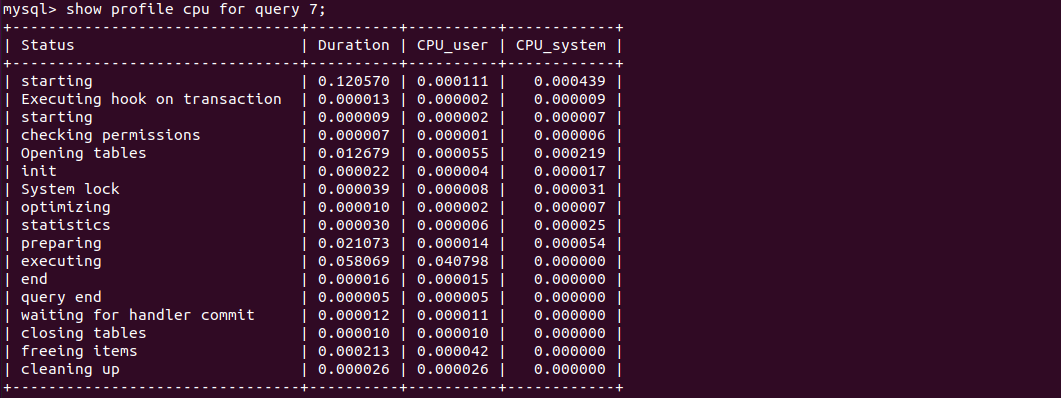 mysql> show profile cpu for query 7;
+--------------------------------+----------+----------+------------+
| Status                         | Duration | CPU_user | CPU_system |
+--------------------------------+----------+----------+------------+
| starting                       | 0.120570 | 0.000111 |   0.000439 |
| Executing hook on transaction  | 0.000013 | 0.000002 |   0.000009 |
| starting                       | 0.000009 | 0.000002 |   0.000007 |
| checking permissions           | 0.000007 | 0.000001 |   0.000006 |
| Opening tables                 | 0.012679 | 0.000055 |   0.000219 |
| init                           | 0.000022 | 0.000004 |   0.000017 |
| System lock                    | 0.000039 | 0.000008 |   0.000031 |
| optimizing                     | 0.000010 | 0.000002 |   0.000007 |
| statistics                     | 0.000030 | 0.000006 |   0.000025 |
| preparing                      | 0.021073 | 0.000014 |   0.000054 |
| executing                      | 0.058069 | 0.040798 |   0.000000 |
| end                            | 0.000016 | 0.000015 |   0.000000 |
| query end                      | 0.000005 | 0.000005 |   0.000000 |
| waiting for handler commit     | 0.000012 | 0.000011 |   0.000000 |
| closing tables                 | 0.000010 | 0.000010 |   0.000000 |
| freeing items                  | 0.000213 | 0.000042 |   0.000000 |
| cleaning up                    | 0.000026 | 0.000026 |   0.000000 |
+--------------------------------+----------+----------+------------+